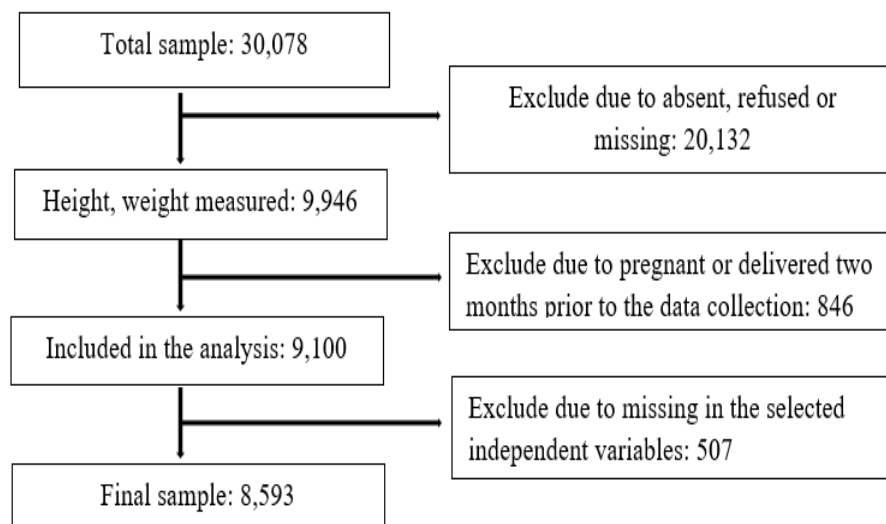 Total sample: 30,078
Exclude due to absent, refused or
missing: 20,132
Height, weight measured: 9,946
Exclude due to pregnant or delivered two
months prior to the data collection: 846
Included in the analysis: 9,100
Exclude due to missing in the selected
independent variables: 507
Final sample: 8,593